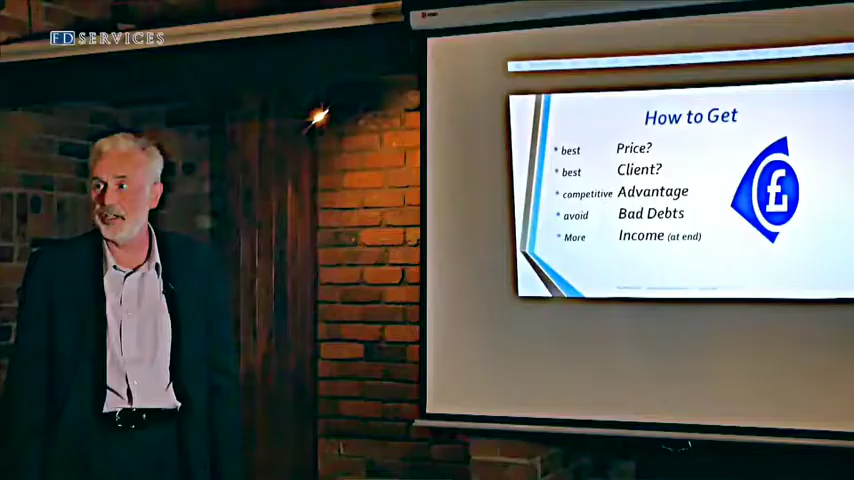 FD SERVICES
How to Get
* best Price?
* best Client?
* competitive Advantage
* avoid Bad Debts
* More Income (at end)
£